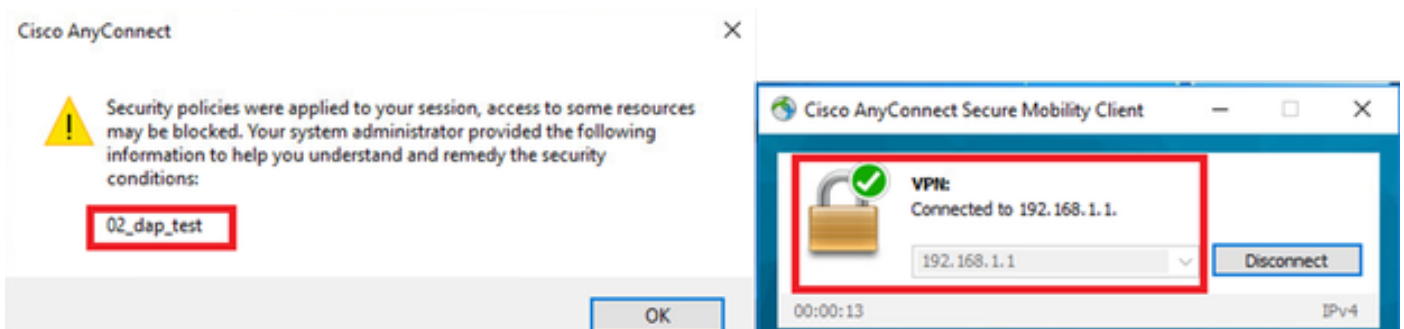 Cisco AnyConnect
Security policies were applied to your session, access to some resources
may be blocked. Your system administrator provided the following
information to help you understand and remedy the security
conditions:
02_dap_test
OK
Cisco AnyConnect Secure Mobility Client
VPN:
Connected to 192.168.1.1.
192.168.1.1
Disconnect
00:00:13
IPv4